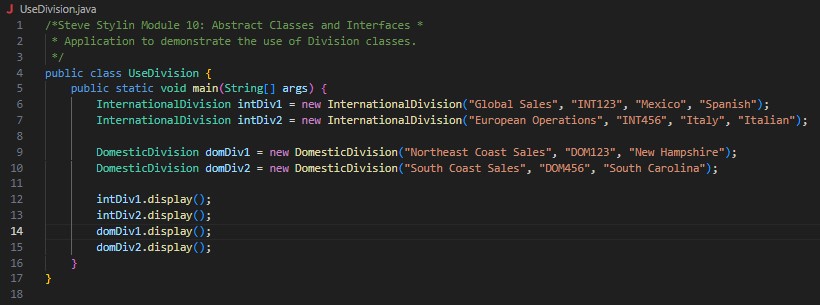 J UseDivision.java
1 /*Steve Stylin Module 10: Abstract Classes and Interfaces *
2  * Application to demonstrate the use of Division classes.
3  */
4 public class UseDivision {
5     public static void main(String[] args) {
6         InternationalDivision intDiv1 = new InternationalDivision("Global Sales", "INT123", "Mexico", "Spanish");
7         InternationalDivision intDiv2 = new InternationalDivision("European Operations", "INT456", "Italy", "Italian");
8
9         DomesticDivision domDiv1 = new DomesticDivision("Northeast Coast Sales", "DOM123", "New Hampshire");
10         DomesticDivision domDiv2 = new DomesticDivision("South Coast Sales", "DOM456", "South Carolina");
11
12         intDiv1.display();
13         intDiv2.display();
14         domDiv1.display();
15         domDiv2.display();
16     }
17 }
18